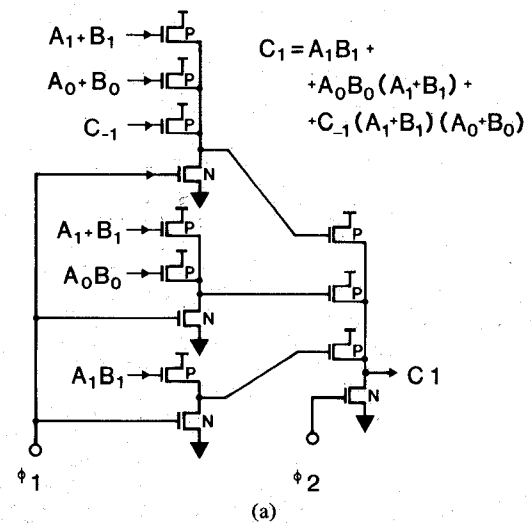 A₁+B₁
P
C₁=A₁B₁+
A₀+B₀
P
+A₀B₀(A₁+B₁)+
C₋₁
P
+C₋₁(A₁+B₁)(A₀+B₀)
N
A₁+B₁
P
P
A₀B₀
P
P
N
A₁B₁
P
P
C1
N
N
ϕ1
ϕ2
(a)